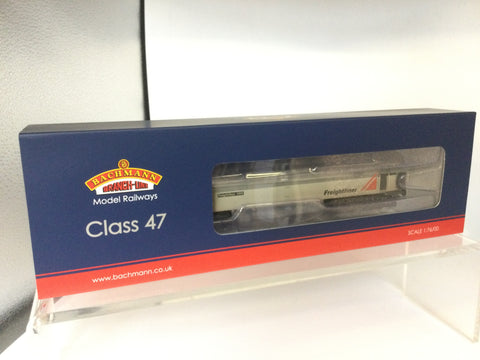 BACHMANN
BRANCH-LINE
Model Railways
Class 47
www.bachmann.co.uk
Freightliner
SCALE 1:76/00